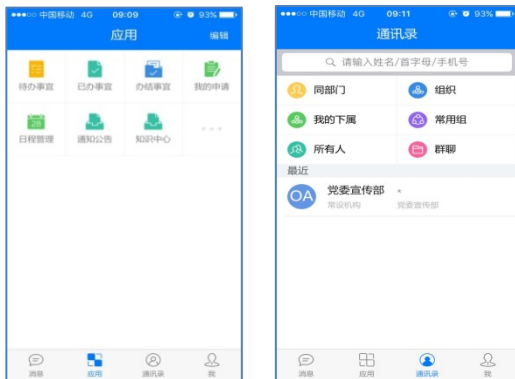 ●●●○○ 中国移动 4G 09:09 93%
应用 编辑
待办事宜 已办事宜 办结事宜 我的申请
28
日程管理 通知公告 知识中心
消息 应用 通讯录 我
●●●○○ 中国移动 4G 09:11 93%
通讯录
请输入姓名/首字母/手机号
同部门 组织
我的下属 常用组
所有人 群聊
最近
OA 党委宣传部
常设机构 党委宣传部
消息 应用 通讯录 我